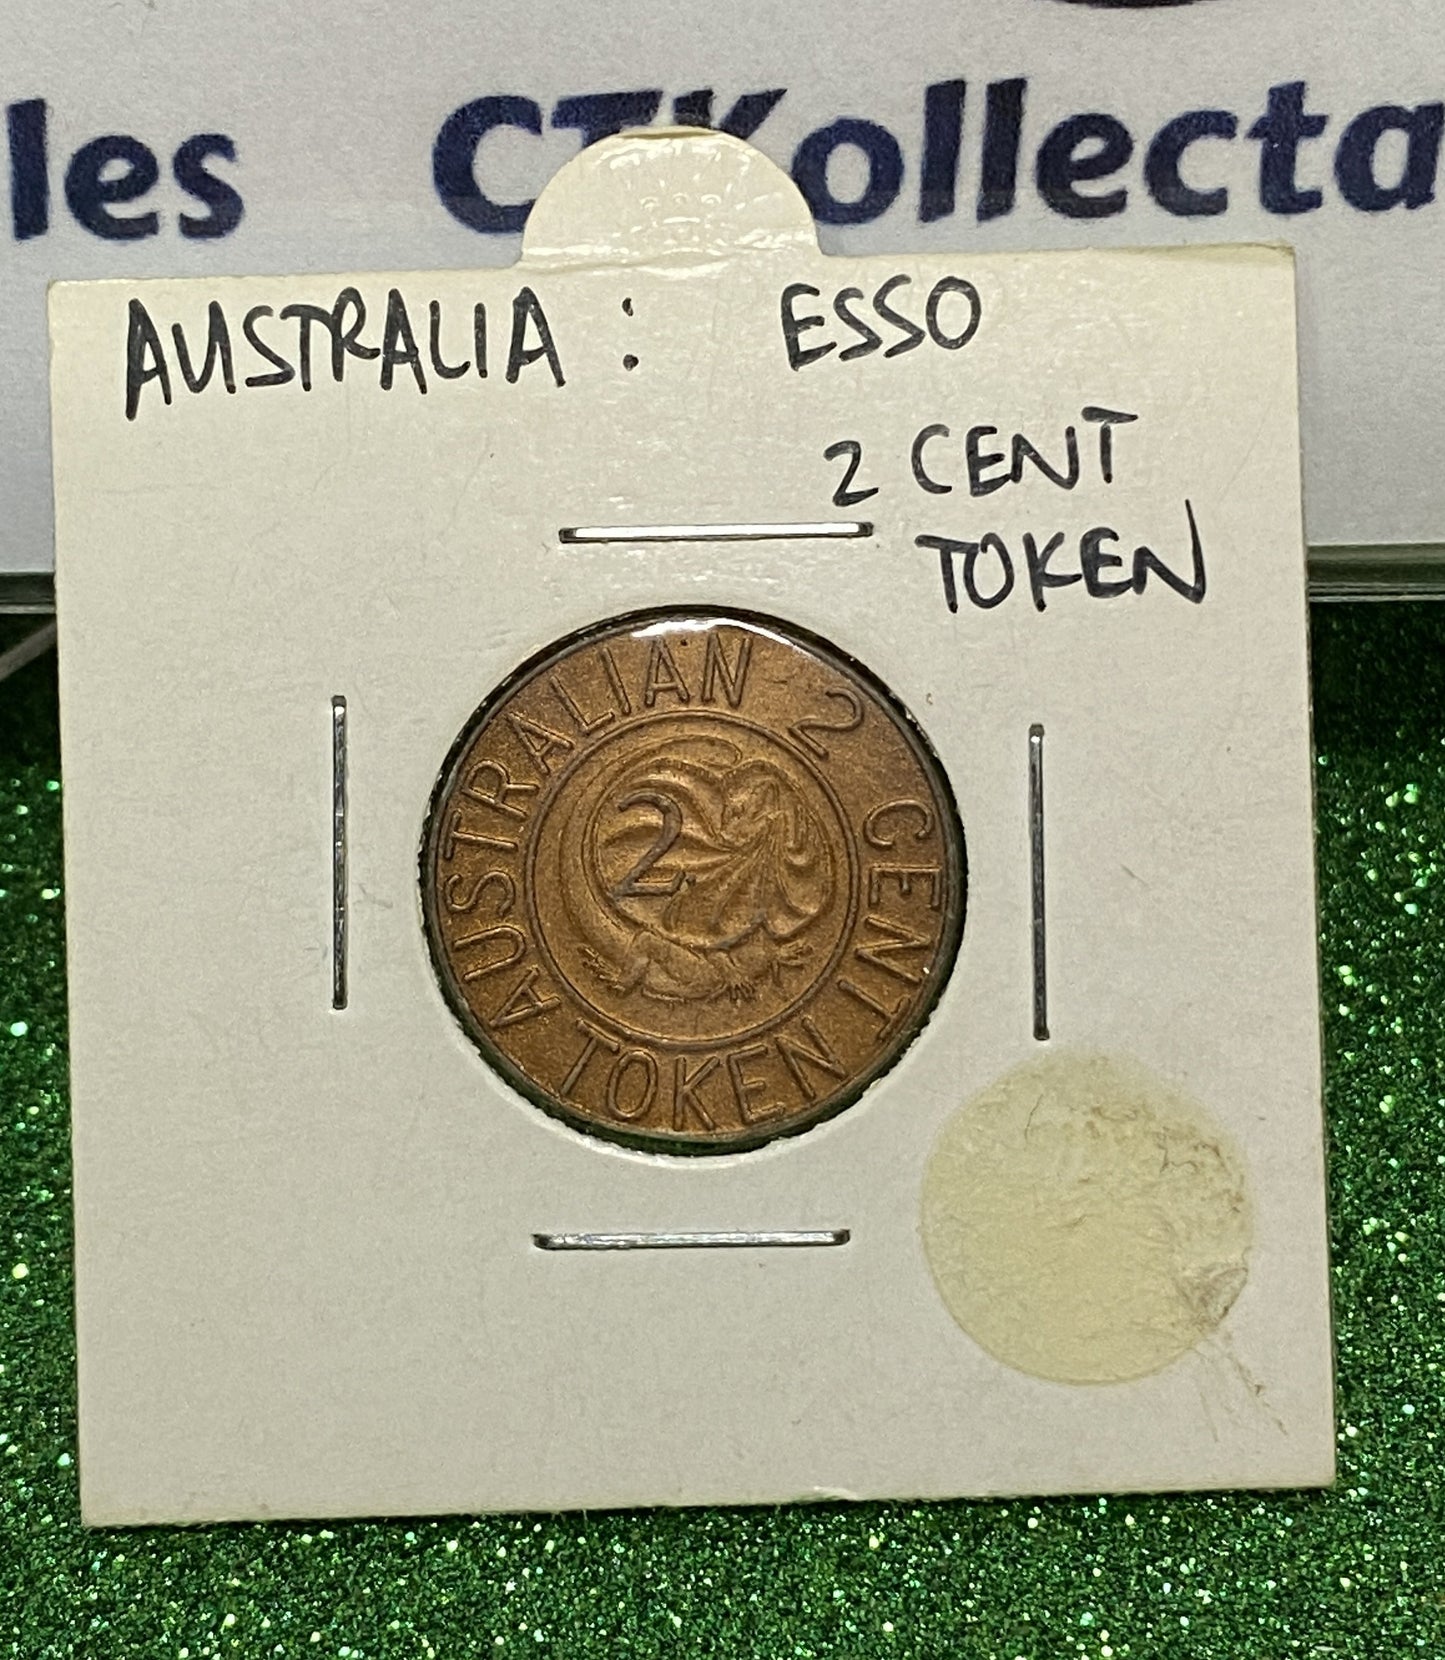 les CTKollecta
AUSTRALIA : ESSO
2 CENT
TOKEN
AUSTRALIAN 2 CENT
TOKEN
2